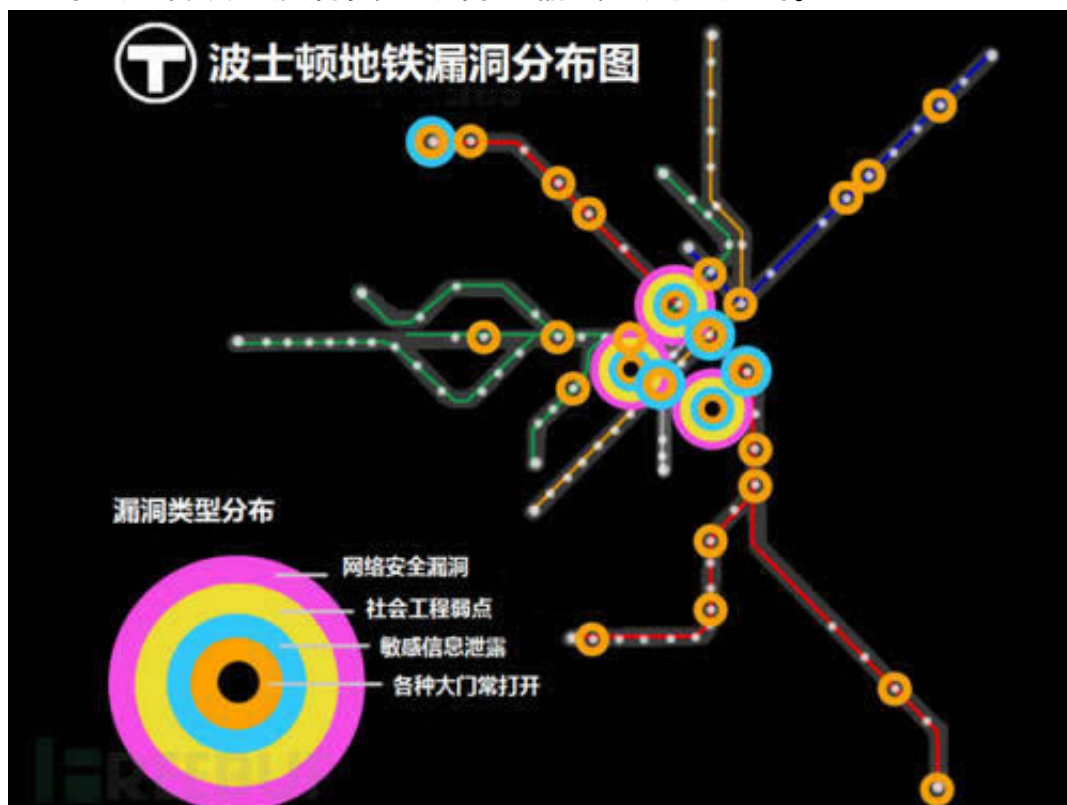 T 波士顿地铁漏洞分布图
漏洞类型分布
网络安全漏洞
社会工程弱点
敏感信息泄露
各种大门常打开